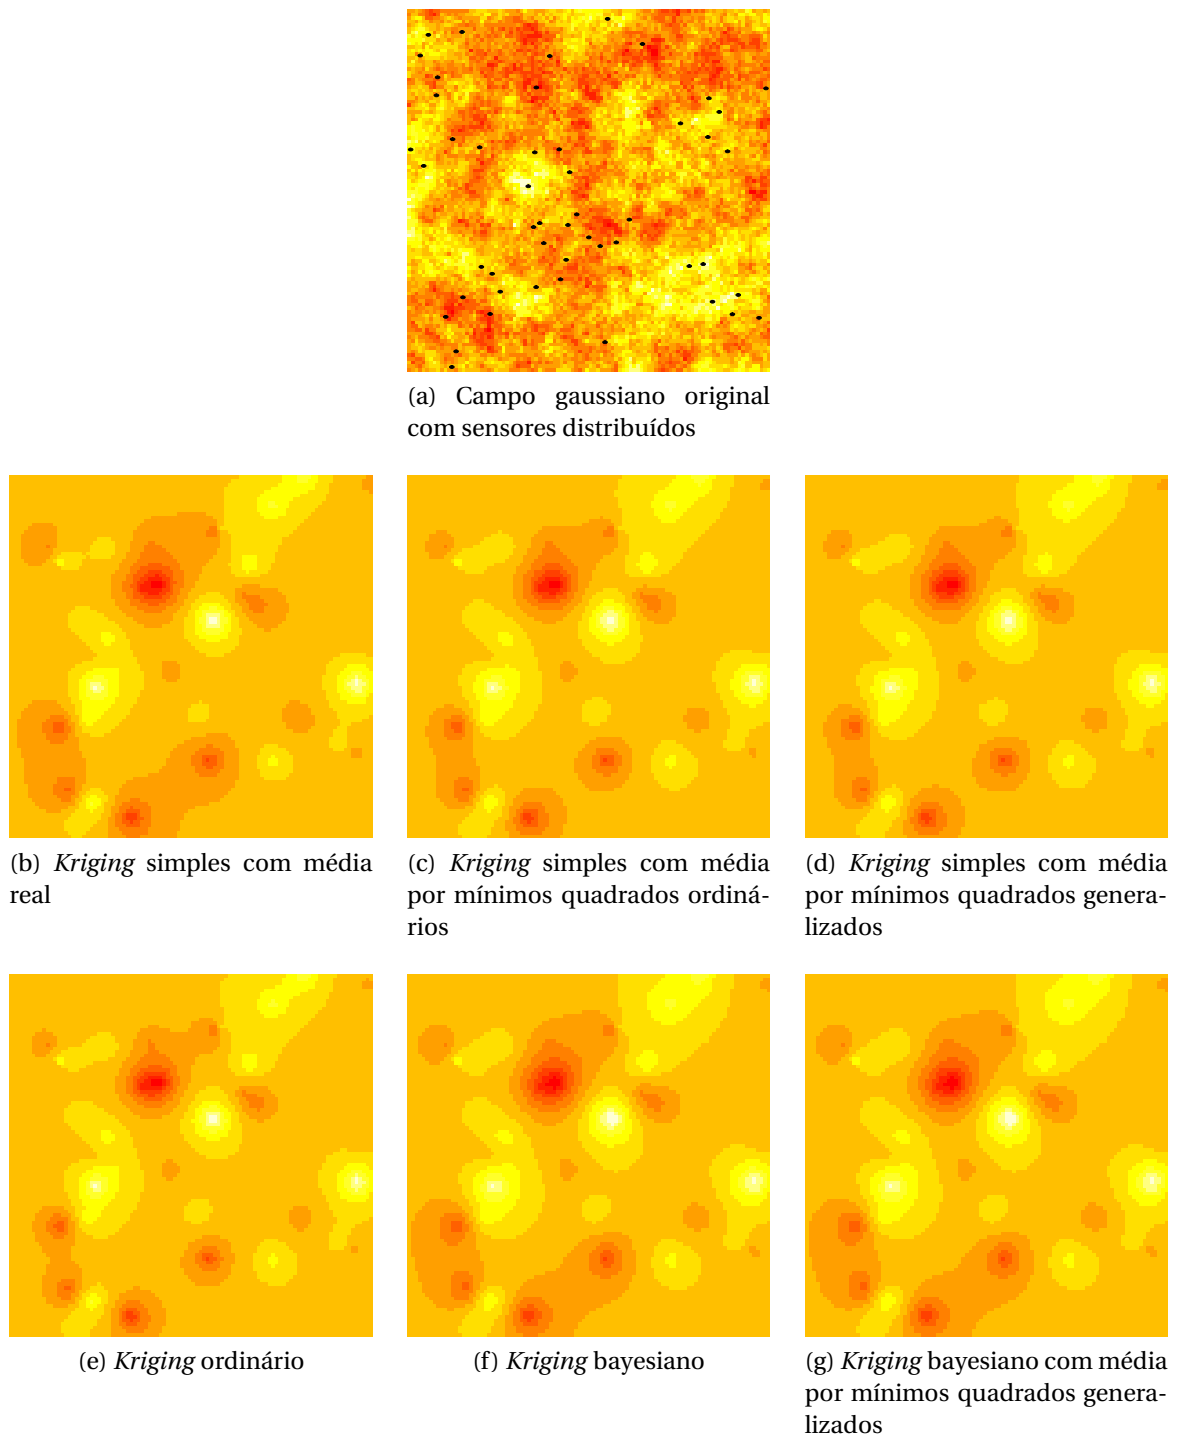 (a) Campo gaussiano original
com sensores distribuídos
(b) Kriging simples com média
real
(c) Kriging simples com média
por mínimos quadrados ordiná-
rios
(d) Kriging simples com média
por mínimos quadrados genera-
lizados
(e) Kriging ordinário
(f) Kriging bayesiano
(g) Kriging bayesiano com média
por mínimos quadrados genera-
lizados